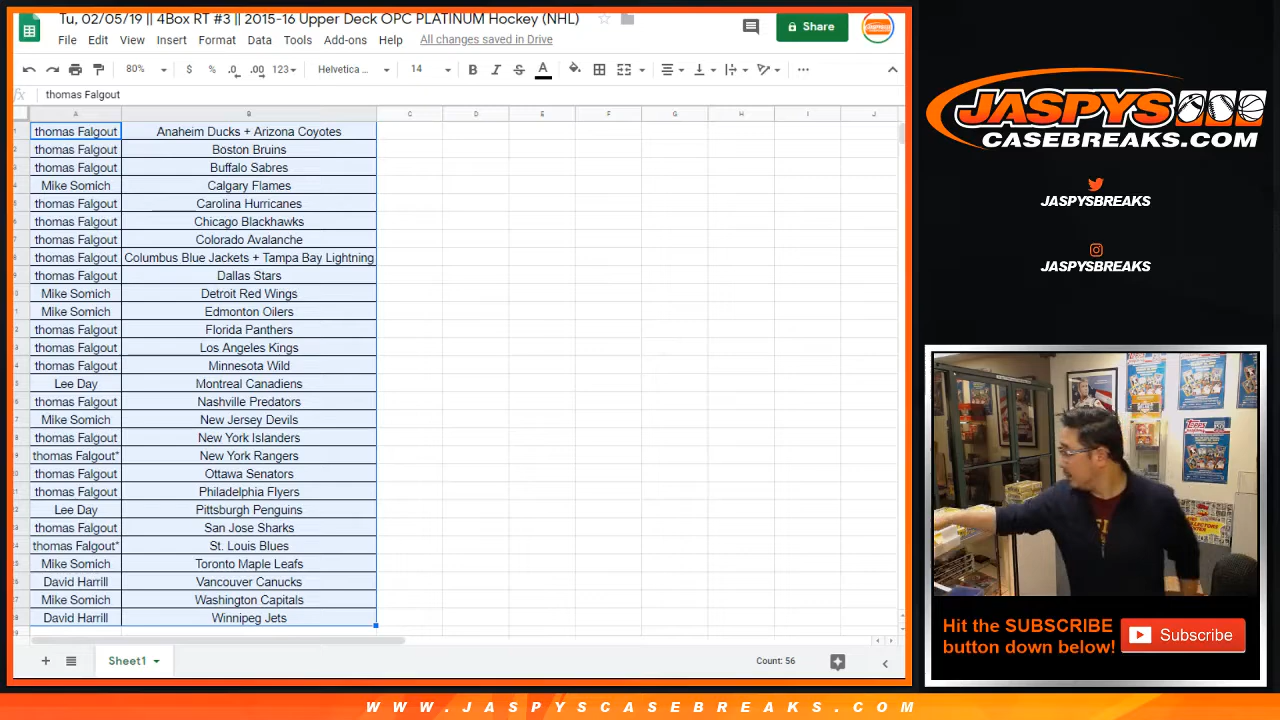 Tu, 02/05/19 || 4Box RT #3 || 2015-16 Upper Deck OPC PLATINUM Hockey (NHL)
File Edit View Insert Format Data Tools Add-ons Help All changes saved in Drive
Share
80% $ % .0 .00 123 Helvetica ... 14 B I S A
fx thomas Falgout
A B C D E F G H I J
thomas Falgout Anaheim Ducks + Arizona Coyotes
thomas Falgout Boston Bruins
thomas Falgout Buffalo Sabres
Mike Somich Calgary Flames
thomas Falgout Carolina Hurricanes
thomas Falgout Chicago Blackhawks
thomas Falgout Colorado Avalanche
thomas Falgout Columbus Blue Jackets + Tampa Bay Lightning
thomas Falgout Dallas Stars
Mike Somich Detroit Red Wings
Mike Somich Edmonton Oilers
thomas Falgout Florida Panthers
thomas Falgout Los Angeles Kings
thomas Falgout Minnesota Wild
Lee Day Montreal Canadiens
thomas Falgout Nashville Predators
Mike Somich New Jersey Devils
thomas Falgout New York Islanders
thomas Falgout* New York Rangers
thomas Falgout Ottawa Senators
thomas Falgout Philadelphia Flyers
Lee Day Pittsburgh Penguins
thomas Falgout San Jose Sharks
thomas Falgout* St. Louis Blues
Mike Somich Toronto Maple Leafs
David Harrill Vancouver Canucks
Mike Somich Washington Capitals
David Harrill Winnipeg Jets
Sheet1
Count: 56
JASPYS
CASEBREAKS.COM
JASPYSBREAKS
JASPYSBREAKS
Topps
Hit the SUBSCRIBE
button down below!
Subscribe
WWW.JASPYSCASEBREAKS.COM